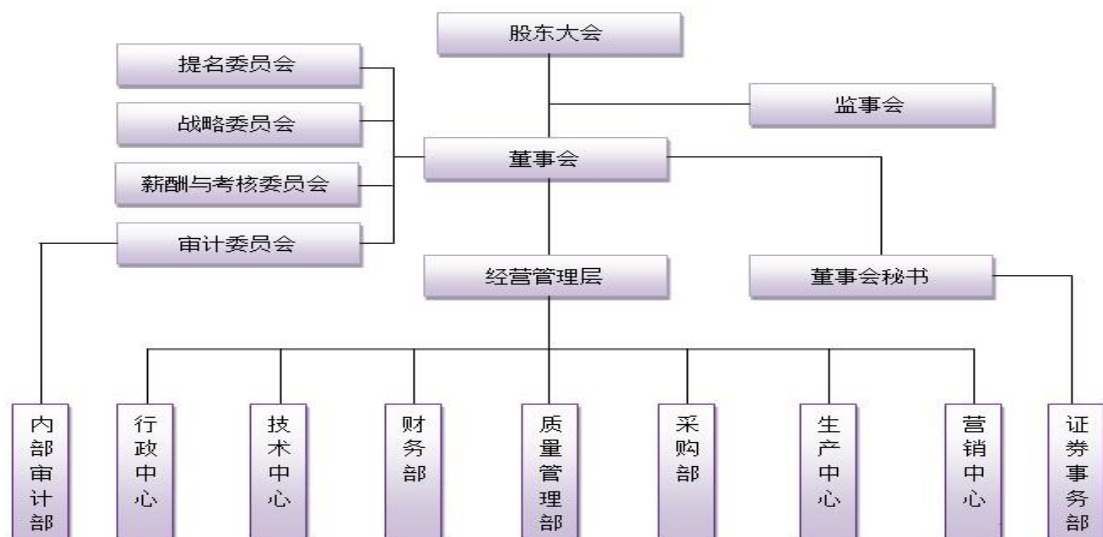 股东大会
提名委员会
监事会
战略委员会
董事会
薪酬与考核委员会
审计委员会
经营管理层
董事会秘书
内部审计部
行政中心
技术中心
财务部
质量管理部
采购部
生产中心
营销中心
证券事务部